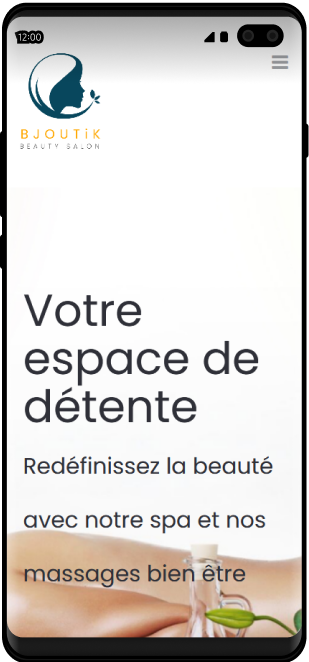 12:00
BJOUTiK
BEAUTY SALON
Votre
espace de
détente
Redéfinissez la beauté
avec notre spa et nos
massages bien être